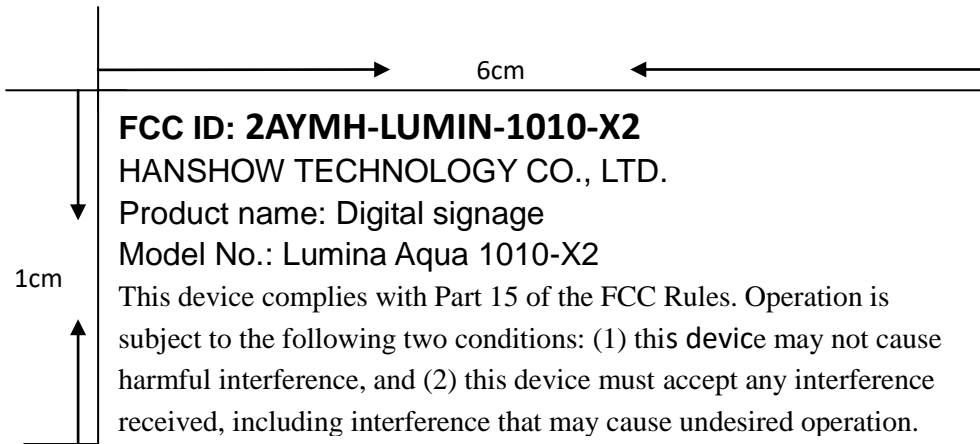 6cm
FCC ID: 2AYMH-LUMIN-1010-X2
HANSHOW TECHNOLOGY CO., LTD.
Product name: Digital signage
Model No.: Lumina Aqua 1010-X2
1cm
This device complies with Part 15 of the FCC Rules. Operation is
subject to the following two conditions: (1) this device may not cause
harmful interference, and (2) this device must accept any interference
received, including interference that may cause undesired operation.